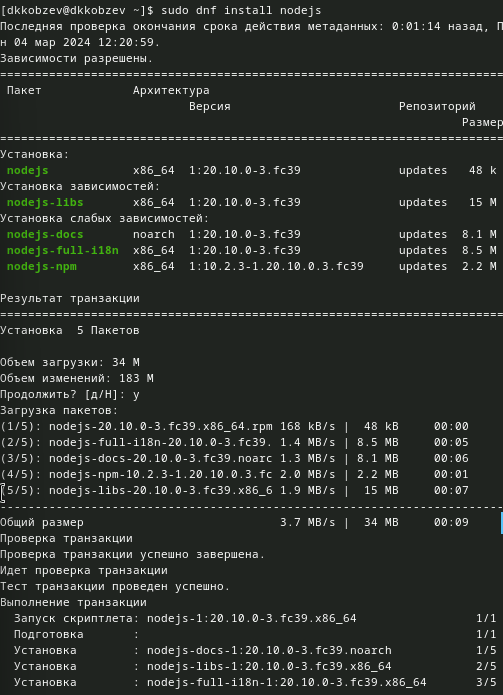 [dkkobzev@dkkobzev ~]$ sudo dnf install nodejs
Последняя проверка окончания срока действия метаданных: 0:01:14 назад, П
н 04 мар 2024 12:20:59.
Зависимости разрешены.
================================================================================
Пакет Архитектура
Версия Репозиторий
Размер
================================================================================
Установка:
nodejs x86_64 1:20.10.0-3.fc39 updates 48 k
Установка зависимостей:
nodejs-libs x86_64 1:20.10.0-3.fc39 updates 15 M
Установка слабых зависимостей:
nodejs-docs noarch 1:20.10.0-3.fc39 updates 8.1 M
nodejs-full-i18n x86_64 1:20.10.0-3.fc39 updates 8.5 M
nodejs-npm x86_64 1:10.2.3-1.20.10.0.3.fc39 updates 2.2 M
Результат транзакции
================================================================================
Установка 5 Пакетов
Объем загрузки: 34 M
Объем изменений: 183 M
Продолжить? [д/Н]: y
Загрузка пакетов:
(1/5): nodejs-20.10.0-3.fc39.x86_64.rpm 168 kB/s | 48 kB 00:00
(2/5): nodejs-full-i18n-20.10.0-3.fc39. 1.4 MB/s | 8.5 MB 00:05
(3/5): nodejs-docs-20.10.0-3.fc39.noarc 1.3 MB/s | 8.1 MB 00:06
(4/5): nodejs-npm-10.2.3-1.20.10.0.3.fc 2.0 MB/s | 2.2 MB 00:01
(5/5): nodejs-libs-20.10.0-3.fc39.x86_6 1.9 MB/s | 15 MB 00:07
--------------------------------------------------------------------------------
Общий размер 3.7 MB/s | 34 MB 00:09
Проверка транзакции
Проверка транзакции успешно завершена.
Идет проверка транзакции
Тест транзакции проведен успешно.
Выполнение транзакции
Запуск скриптлета: nodejs-1:20.10.0-3.fc39.x86_64 1/1
Подготовка : 1/1
Установка : nodejs-docs-1:20.10.0-3.fc39.noarch 1/5
Установка : nodejs-libs-1:20.10.0-3.fc39.x86_64 2/5
Установка : nodejs-full-i18n-1:20.10.0-3.fc39.x86_64 3/5